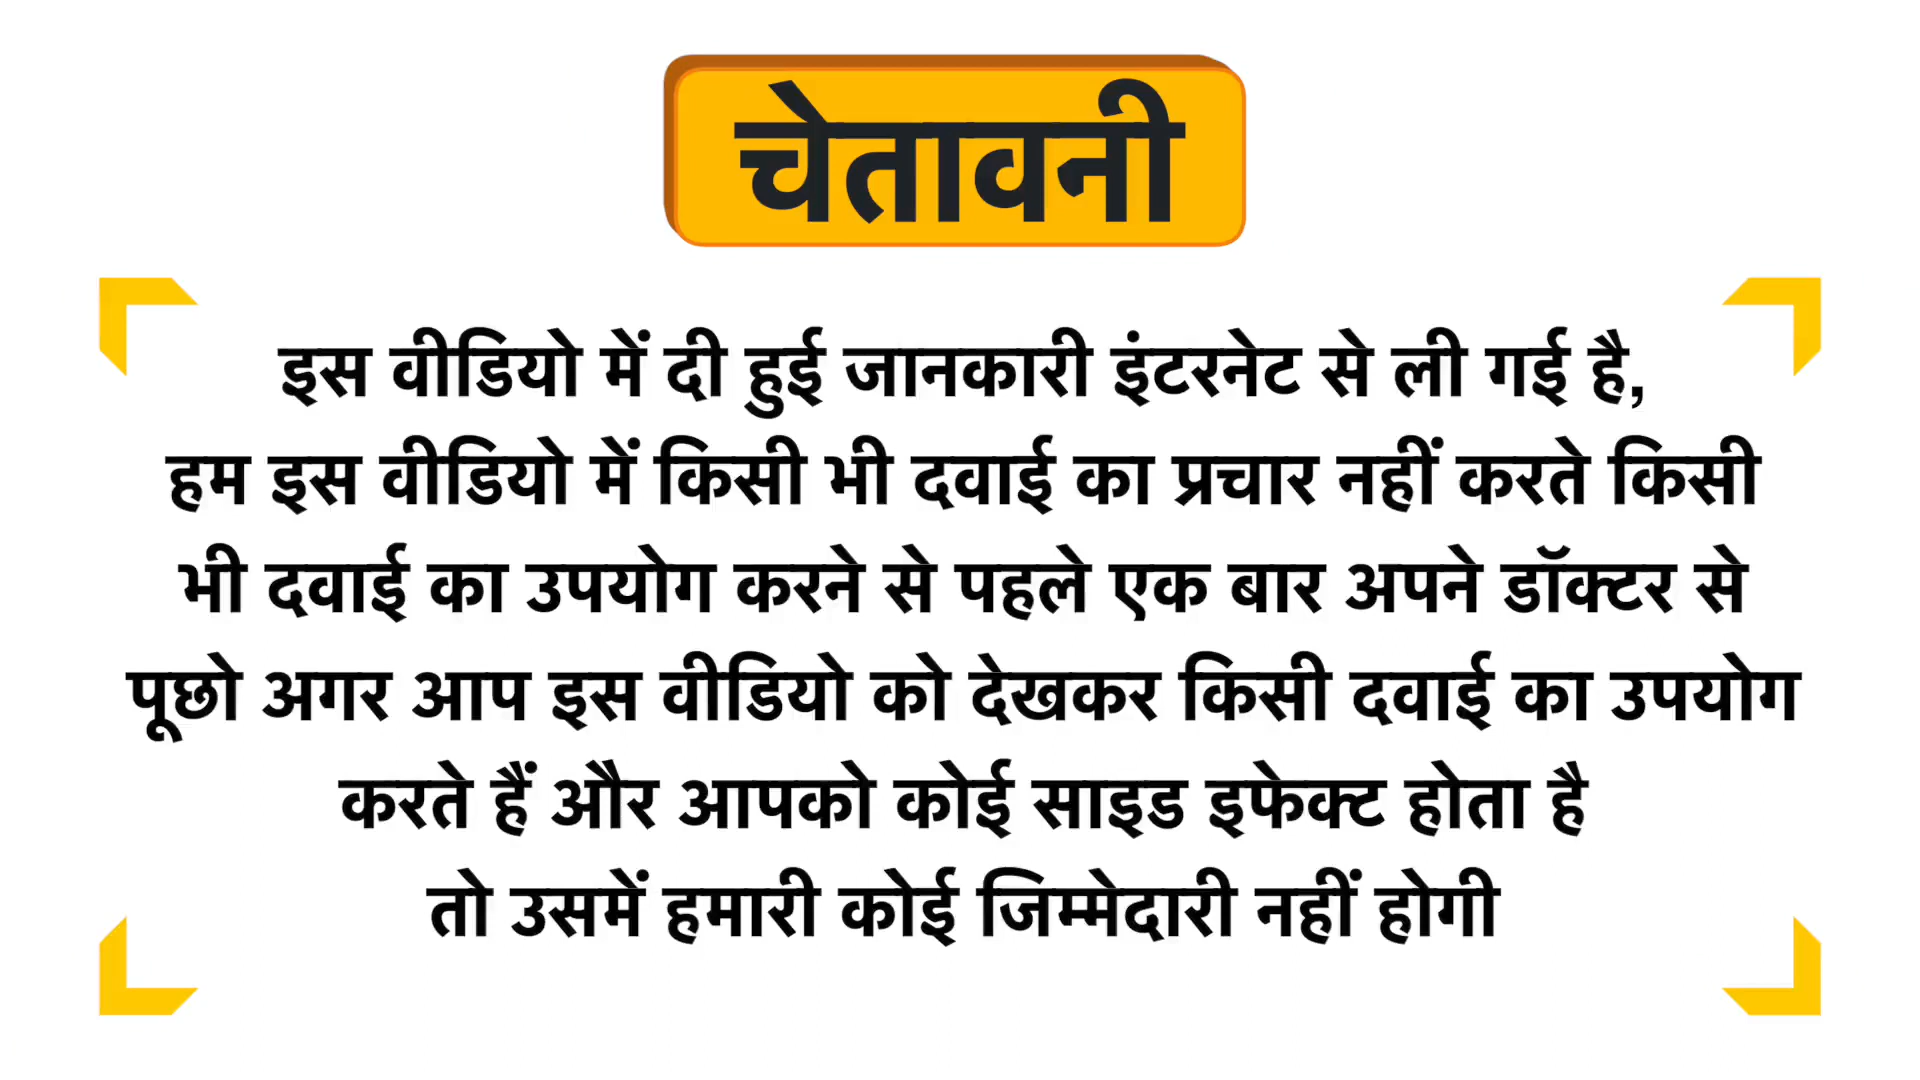 चेतावनी
इस वीडियो में दी हुई जानकारी इंटरनेट से ली गई है,
हम इस वीडियो में किसी भी दवाई का प्रचार नहीं करते किसी
भी दवाई का उपयोग करने से पहले एक बार अपने डॉक्टर से
पूछो अगर आप इस वीडियो को देखकर किसी दवाई का उपयोग
करते हैं और आपको कोई साइड इफेक्ट होता है
तो उसमें हमारी कोई जिम्मेदारी नहीं होगी